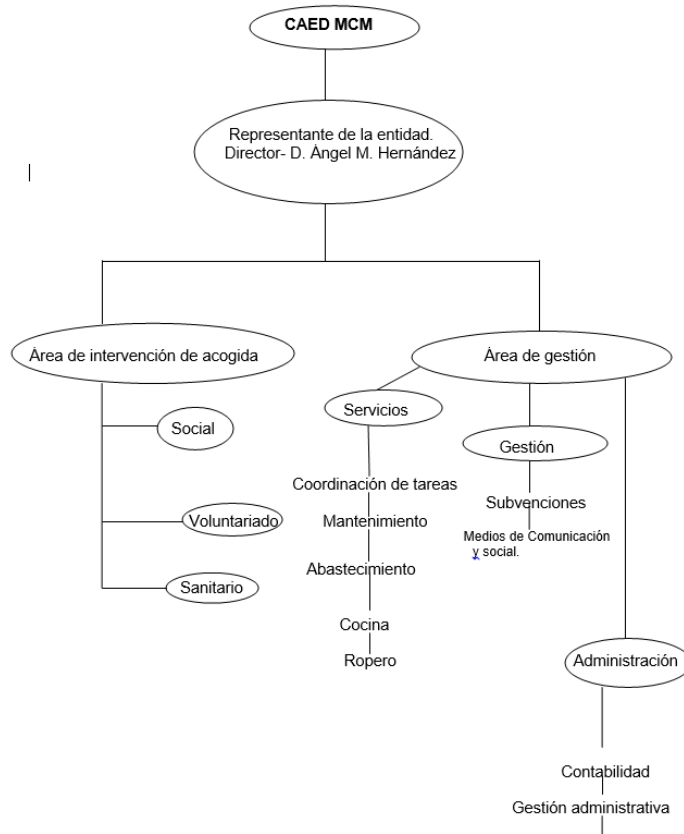 CAED MCM
Representante de la entidad.
Director- D. Ángel M. Hernández
Área de intervención de acogida
Área de gestión
Social
Voluntariado
Sanitario
Servicios
Coordinación de tareas
Mantenimiento
Abastecimiento
Cocina
Ropero
Gestión
Subvenciones
Medios de Comunicación
y social.
Administración
Contabilidad
Gestión administrativa